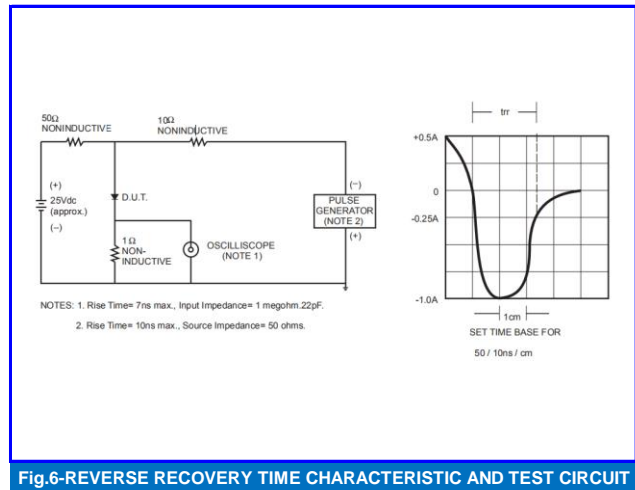 50Ω
NONINDUCTIVE
10Ω
NONINDUCTIVE
(+)
25Vdc
(approx.)
(−)
D.U.T.
1Ω
NON-
INDUCTIVE
OSCILLISCOPE
(NOTE 1)
(−)
PULSE
GENERATOR
(NOTE 2)
(+)
NOTES: 1. Rise Time= 7ns max., Input Impedance= 1 megohm.22pF.
2. Rise Time= 10ns max., Source Impedance= 50 ohms.
trr
+0.5A
0
-0.25A
-1.0A
1cm
SET TIME BASE FOR
50 / 10ns / cm
Fig.6-REVERSE RECOVERY TIME CHARACTERISTIC AND TEST CIRCUIT